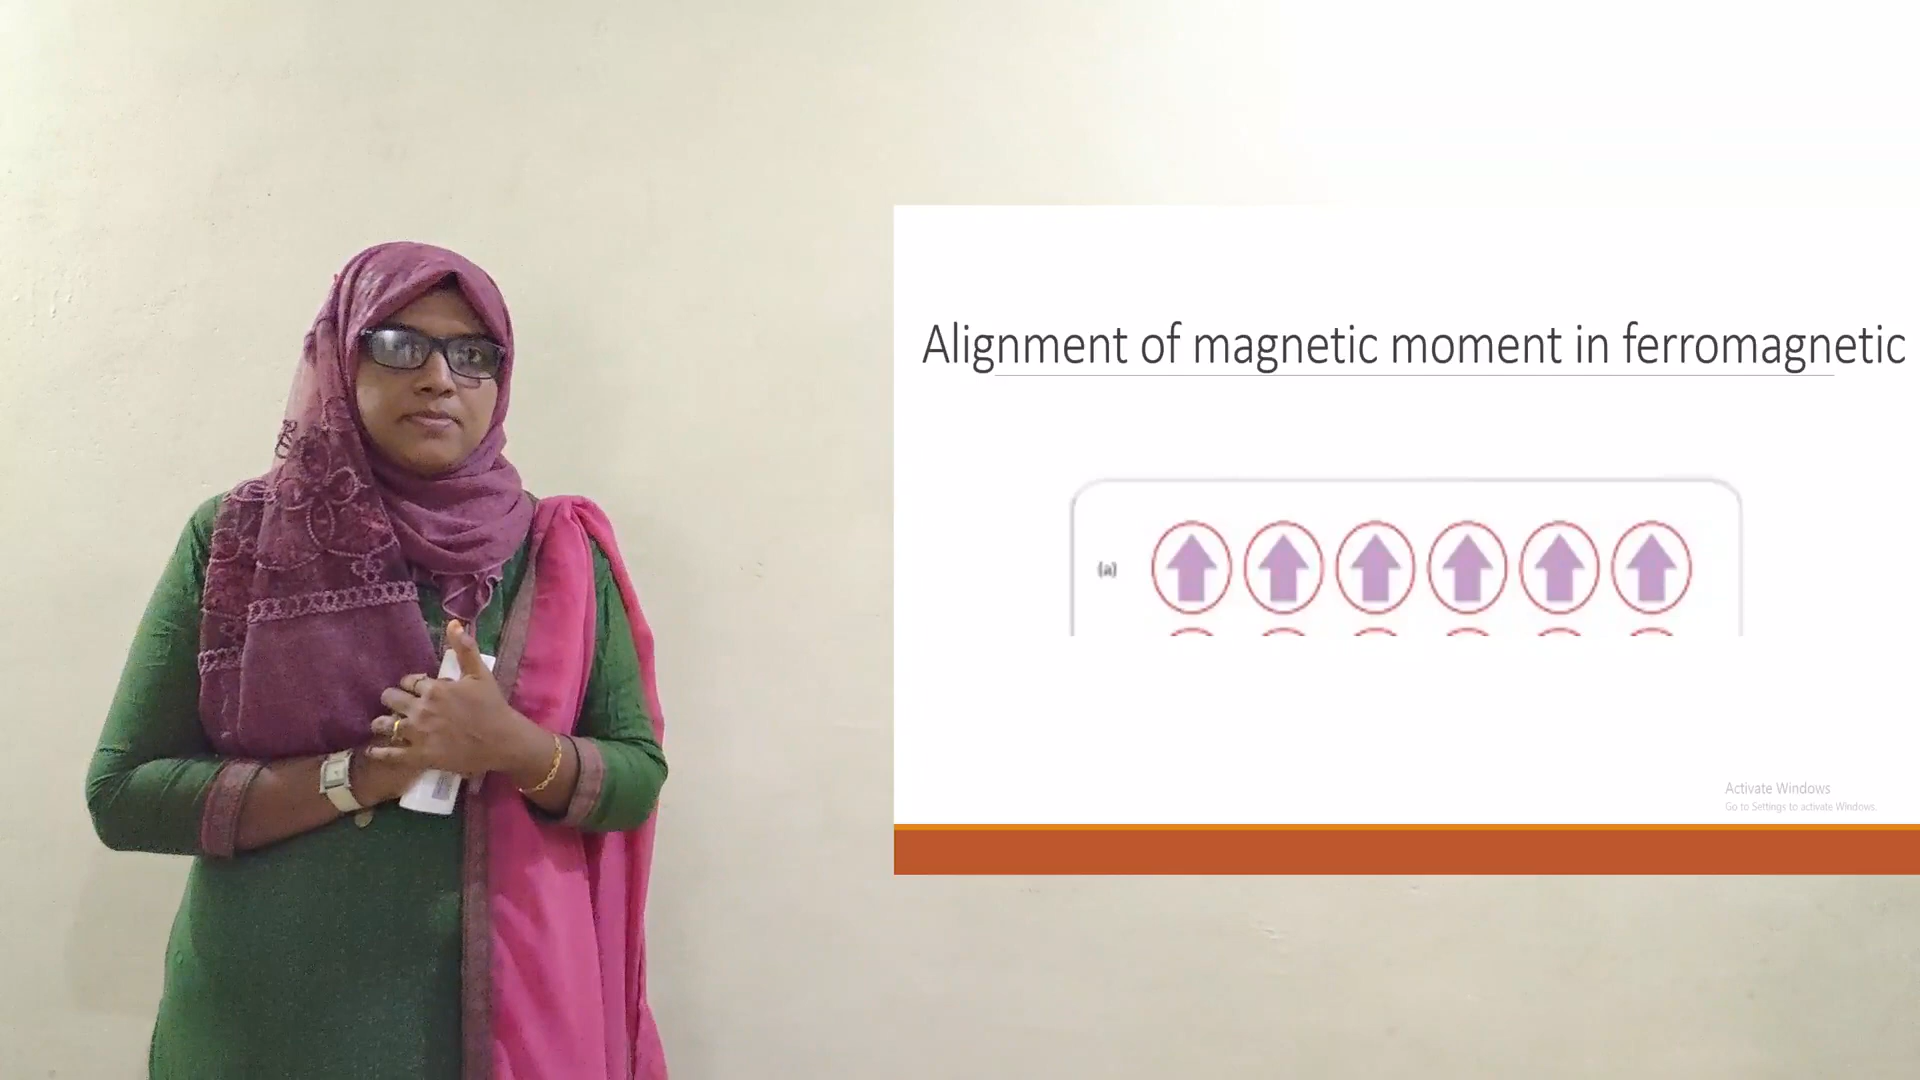 Alignment of magnetic moment in ferromagnetic
(a)
Activate Windows
Go to Settings to activate Windows.